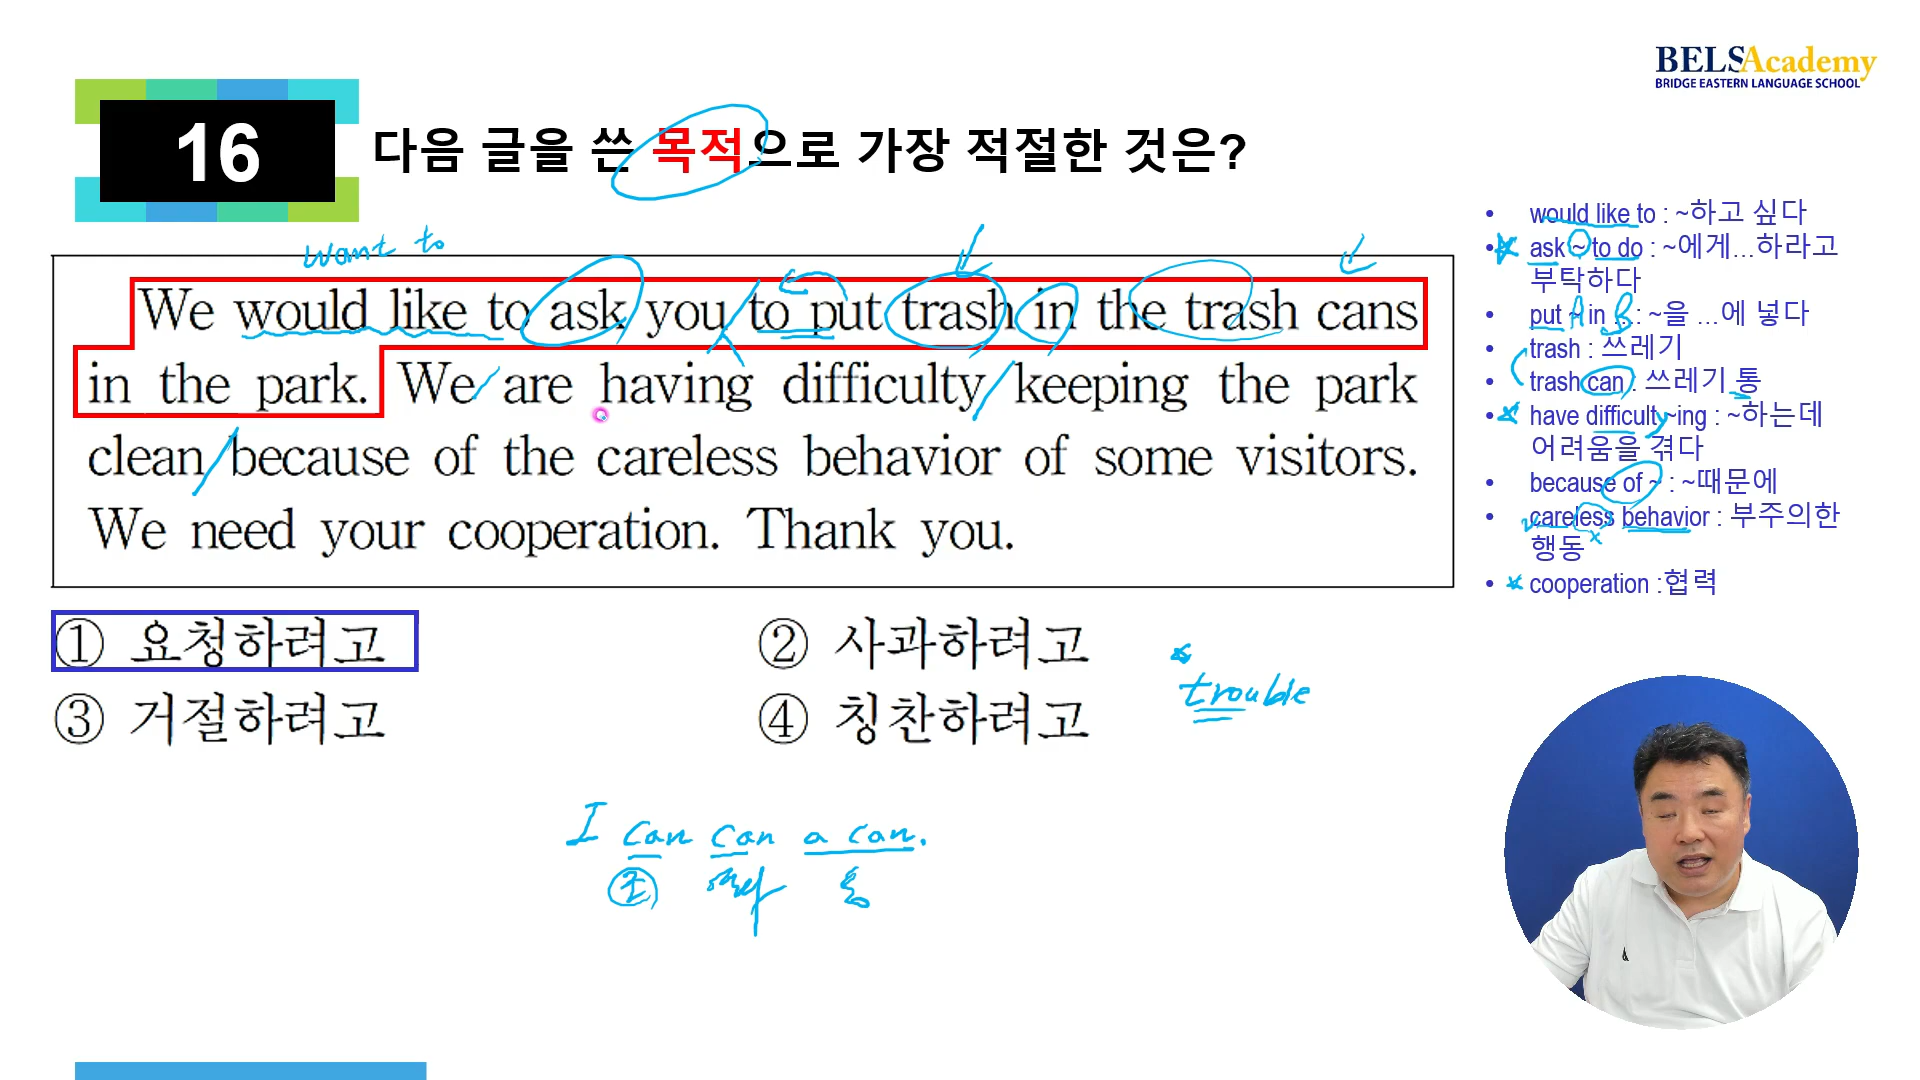 BELSAcademy
BRIDGE EASTERN LANGUAGE SCHOOL
16
다음 글을 쓴 목적으로 가장 적절한 것은?
want to
We would like to ask you to put trash in the trash cans
in the park. We are having difficulty keeping the park
clean because of the careless behavior of some visitors.
We need your cooperation. Thank you.
① 요청하려고
② 사과하려고
③ 거절하려고
④ 칭찬하려고
trouble
I can can a can.
조
통
• would like to : ~하고 싶다
• ask ~ to do : ~에게...하라고
부탁하다
• put ~ in ... : ~을 ...에 넣다
A B
• trash : 쓰레기
• trash can : 쓰레기 통
• have difficulty ~ing : ~하는데
어려움을 겪다
• because of ~ : ~때문에
• careless behavior : 부주의한
행동
• cooperation :협력